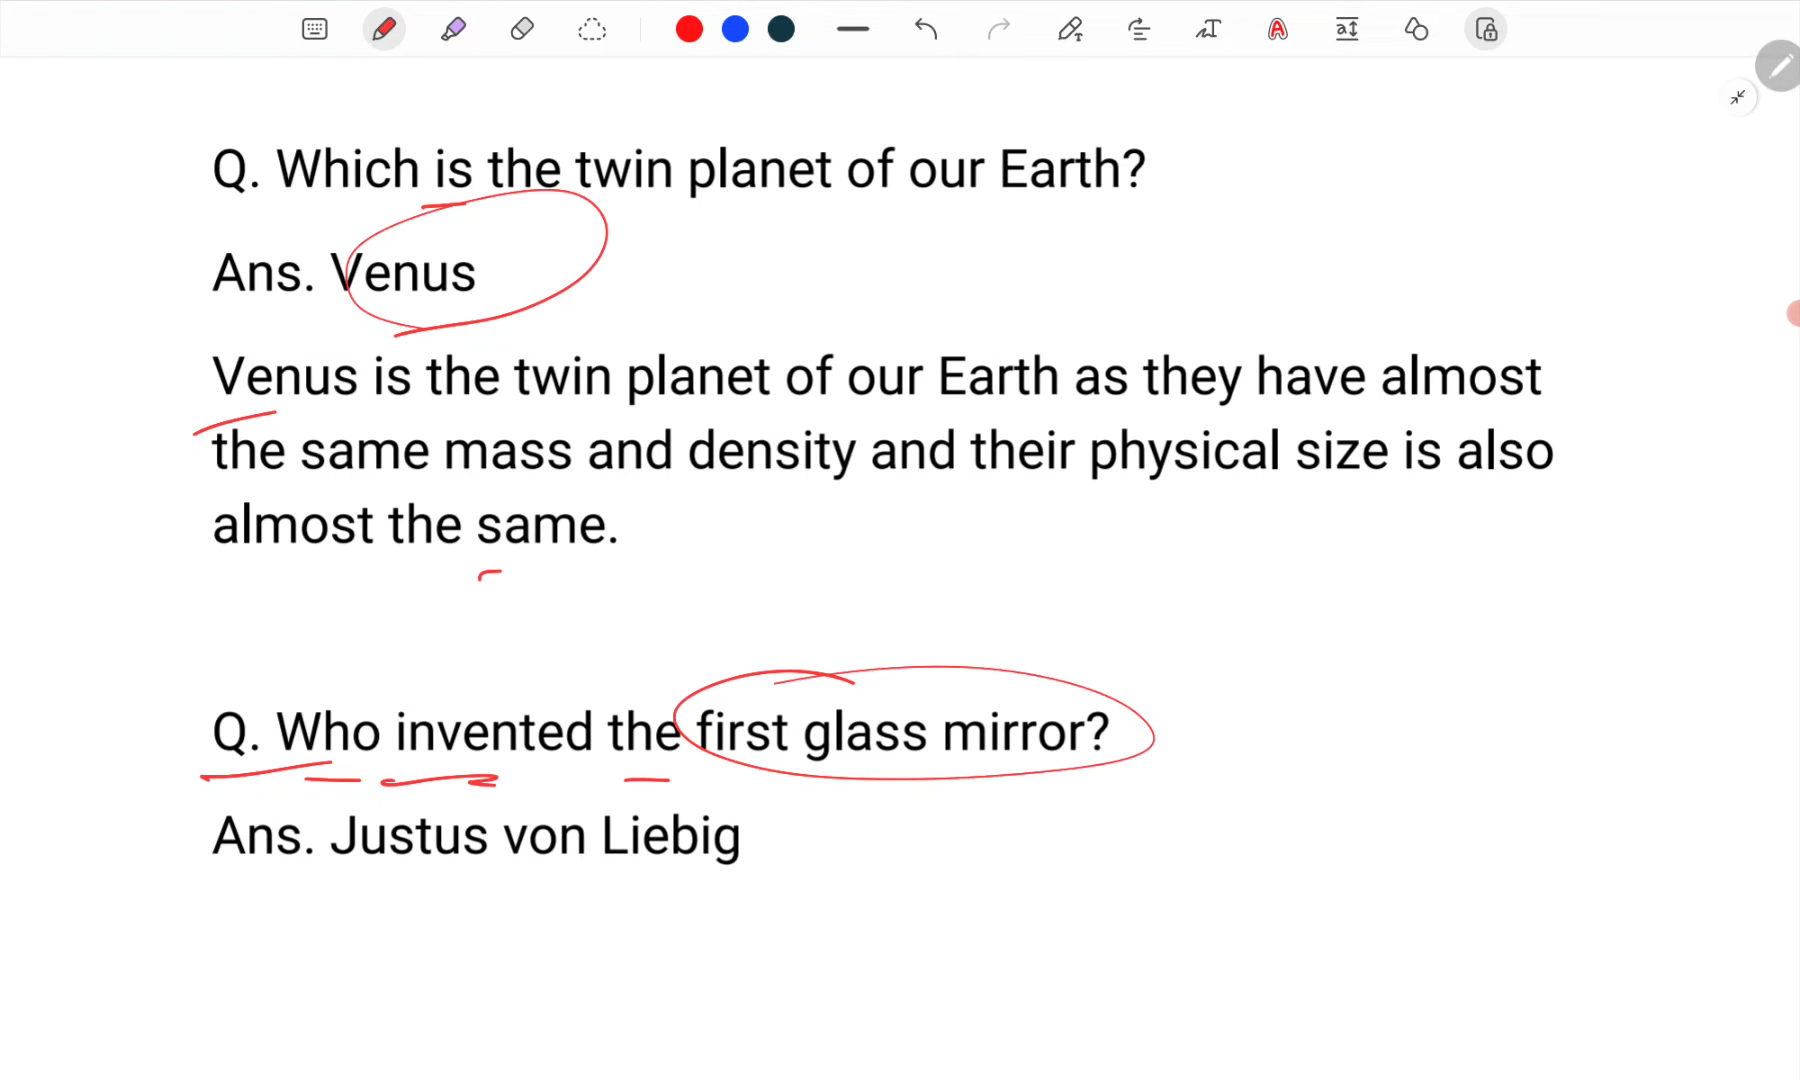 Q. Which is the twin planet of our Earth?
Ans. Venus
Venus is the twin planet of our Earth as they have almost
the same mass and density and their physical size is also
almost the same.
Q. Who invented the first glass mirror?
Ans. Justus von Liebig